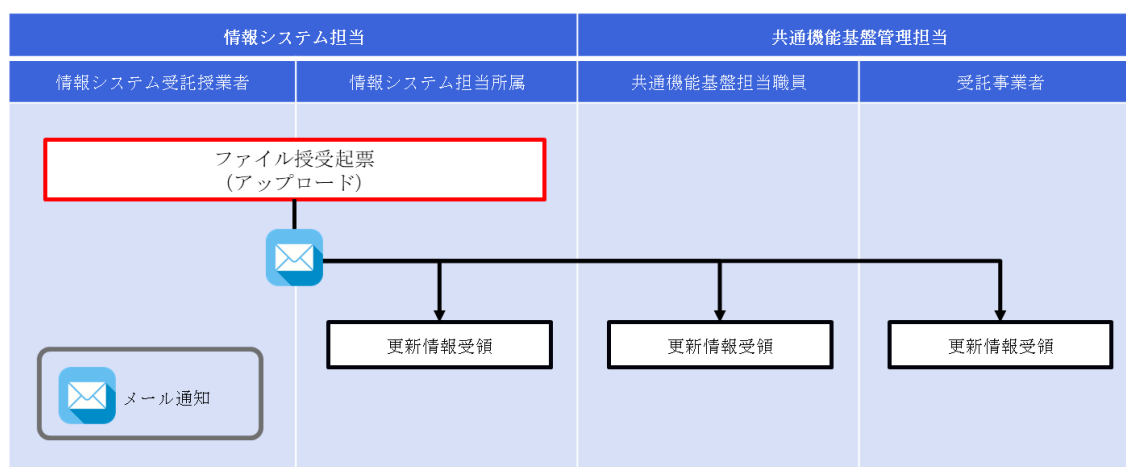 情報システム担当
共通機能基盤管理担当
情報システム受託授業者
情報システム担当所属
共通機能基盤担当職員
受託事業者
ファイル授受起票
（アップロード）
更新情報受領
更新情報受領
更新情報受領
メール通知